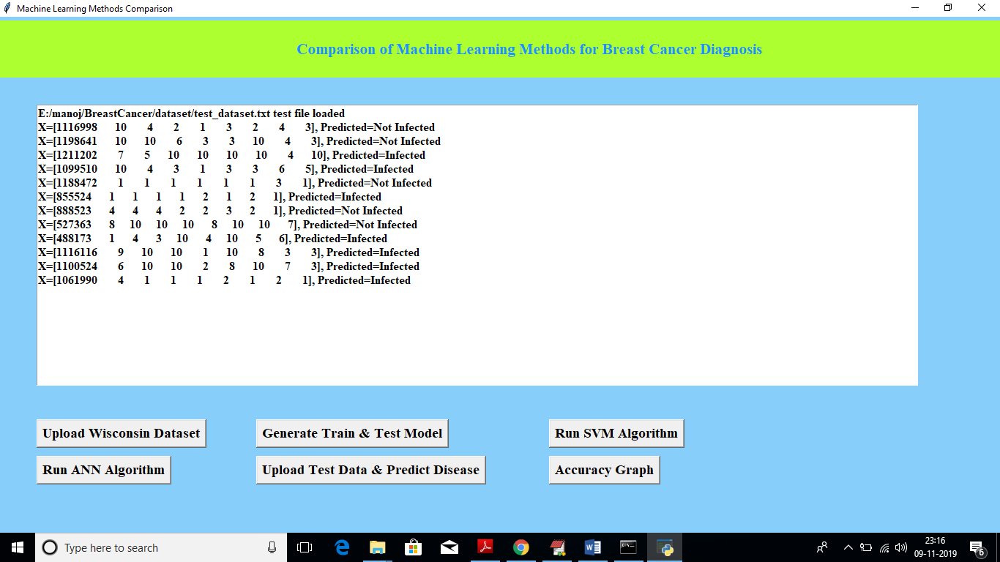 Machine Learning Methods Comparison
Comparison of Machine Learning Methods for Breast Cancer Diagnosis
E:/manoj/BreastCancer/dataset/test_dataset.txt test file loaded
X=[1116998 10 4 2 1 3 2 4 3], Predicted=Not Infected
X=[1198641 10 10 6 3 3 10 4 3], Predicted=Not Infected
X=[1211202 7 5 10 10 10 10 4 10], Predicted=Infected
X=[1099510 10 4 3 1 3 3 6 5], Predicted=Infected
X=[1188472 1 1 1 1 1 1 3 1], Predicted=Not Infected
X=[855524 1 1 1 1 2 1 2 1], Predicted=Infected
X=[888523 4 4 4 2 2 3 2 1], Predicted=Not Infected
X=[527363 8 10 10 10 8 10 10 7], Predicted=Not Infected
X=[488173 1 4 3 10 4 10 5 6], Predicted=Infected
X=[1116116 9 10 10 1 10 8 3 3], Predicted=Infected
X=[1100524 6 10 10 2 8 10 7 3], Predicted=Infected
X=[1061990 4 1 1 1 2 1 2 1], Predicted=Infected
Upload Wisconsin Dataset Generate Train & Test Model Run SVM Algorithm
Run ANN Algorithm Upload Test Data & Predict Disease Accuracy Graph
Type here to search 23:16
09-11-2019 6